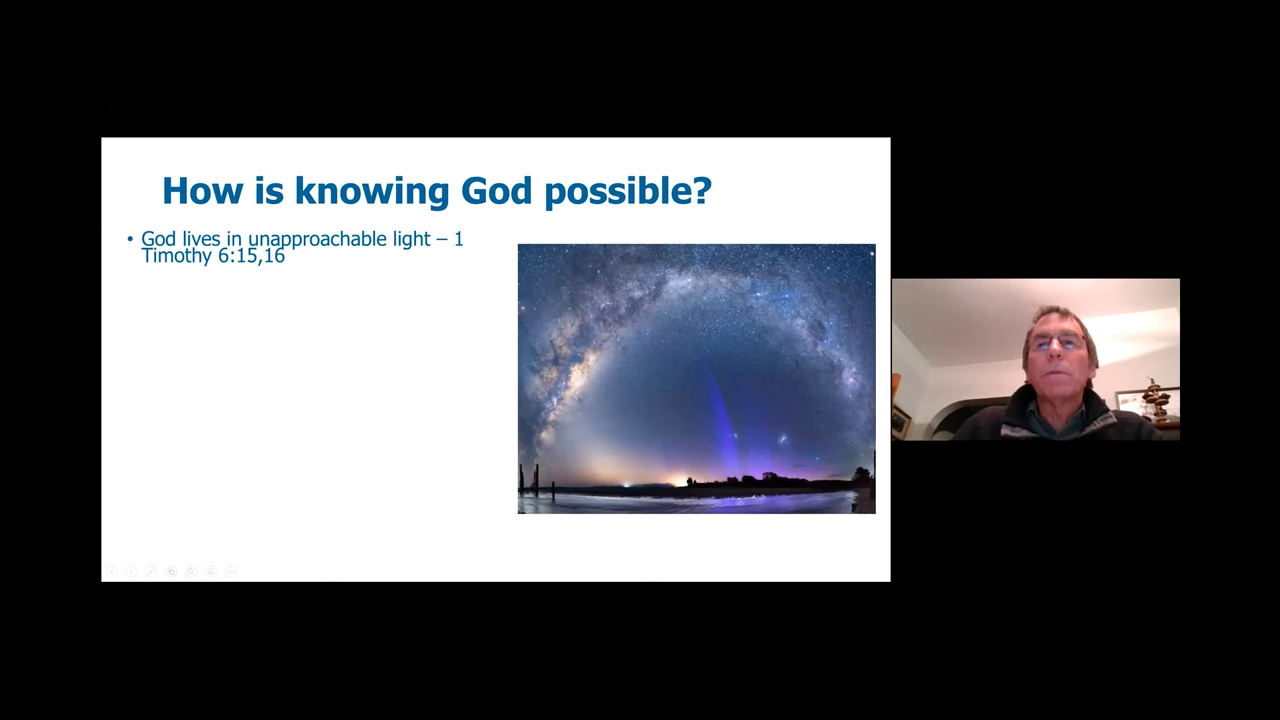 How is knowing God possible?
• God lives in unapproachable light – 1
Timothy 6:15,16